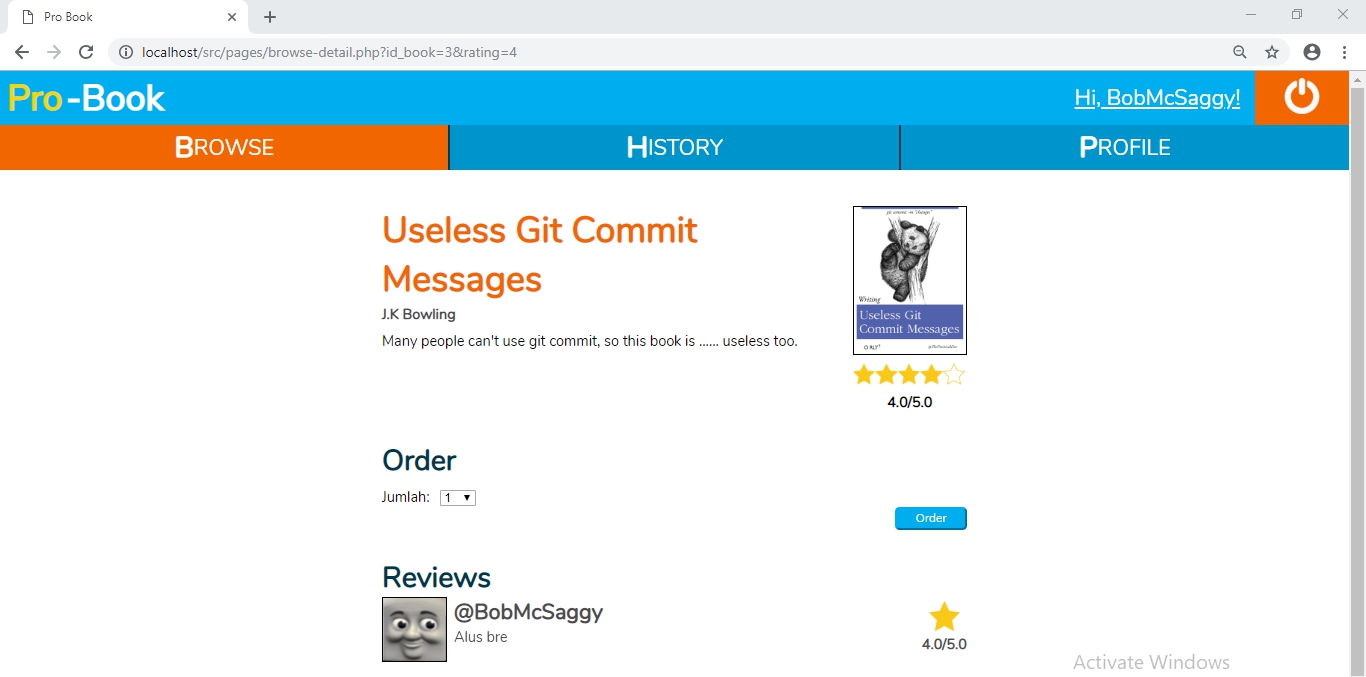 Pro Book
localhost/src/pages/browse-detail.php?id_book=3&rating=4
Pro-Book
Hi, BobMcSaggy!
BROWSE
HISTORY
PROFILE
Useless Git Commit
Messages
J.K Bowling
Many people can't use git commit, so this book is ...... useless too.
git commit -m "change"
Writing
Useless Git
Commit Messages
O RLY?
4.0/5.0
Order
Jumlah: 1
Order
Reviews
@BobMcSaggy
Alus bre
4.0/5.0
Activate Windows